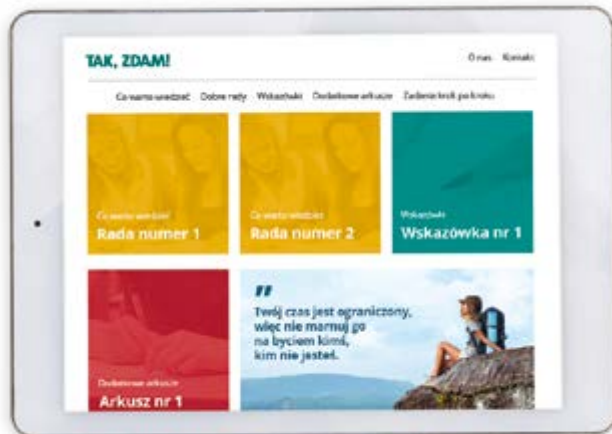 TAK, ZDAM!
O nas Kontakt
Co warto wiedzieć Dobre rady Wskazówki Dodatkowe arkusze Zadania krok po kroku
Co warto wiedzieć
Rada numer 1
Co warto wiedzieć
Rada numer 2
Wskazówki
Wskazówka nr 1
Dodatkowe arkusze
Arkusz nr 1
"
Twój czas jest ograniczony,
więc nie marnuj go
na byciem kimś,
kim nie jesteś.